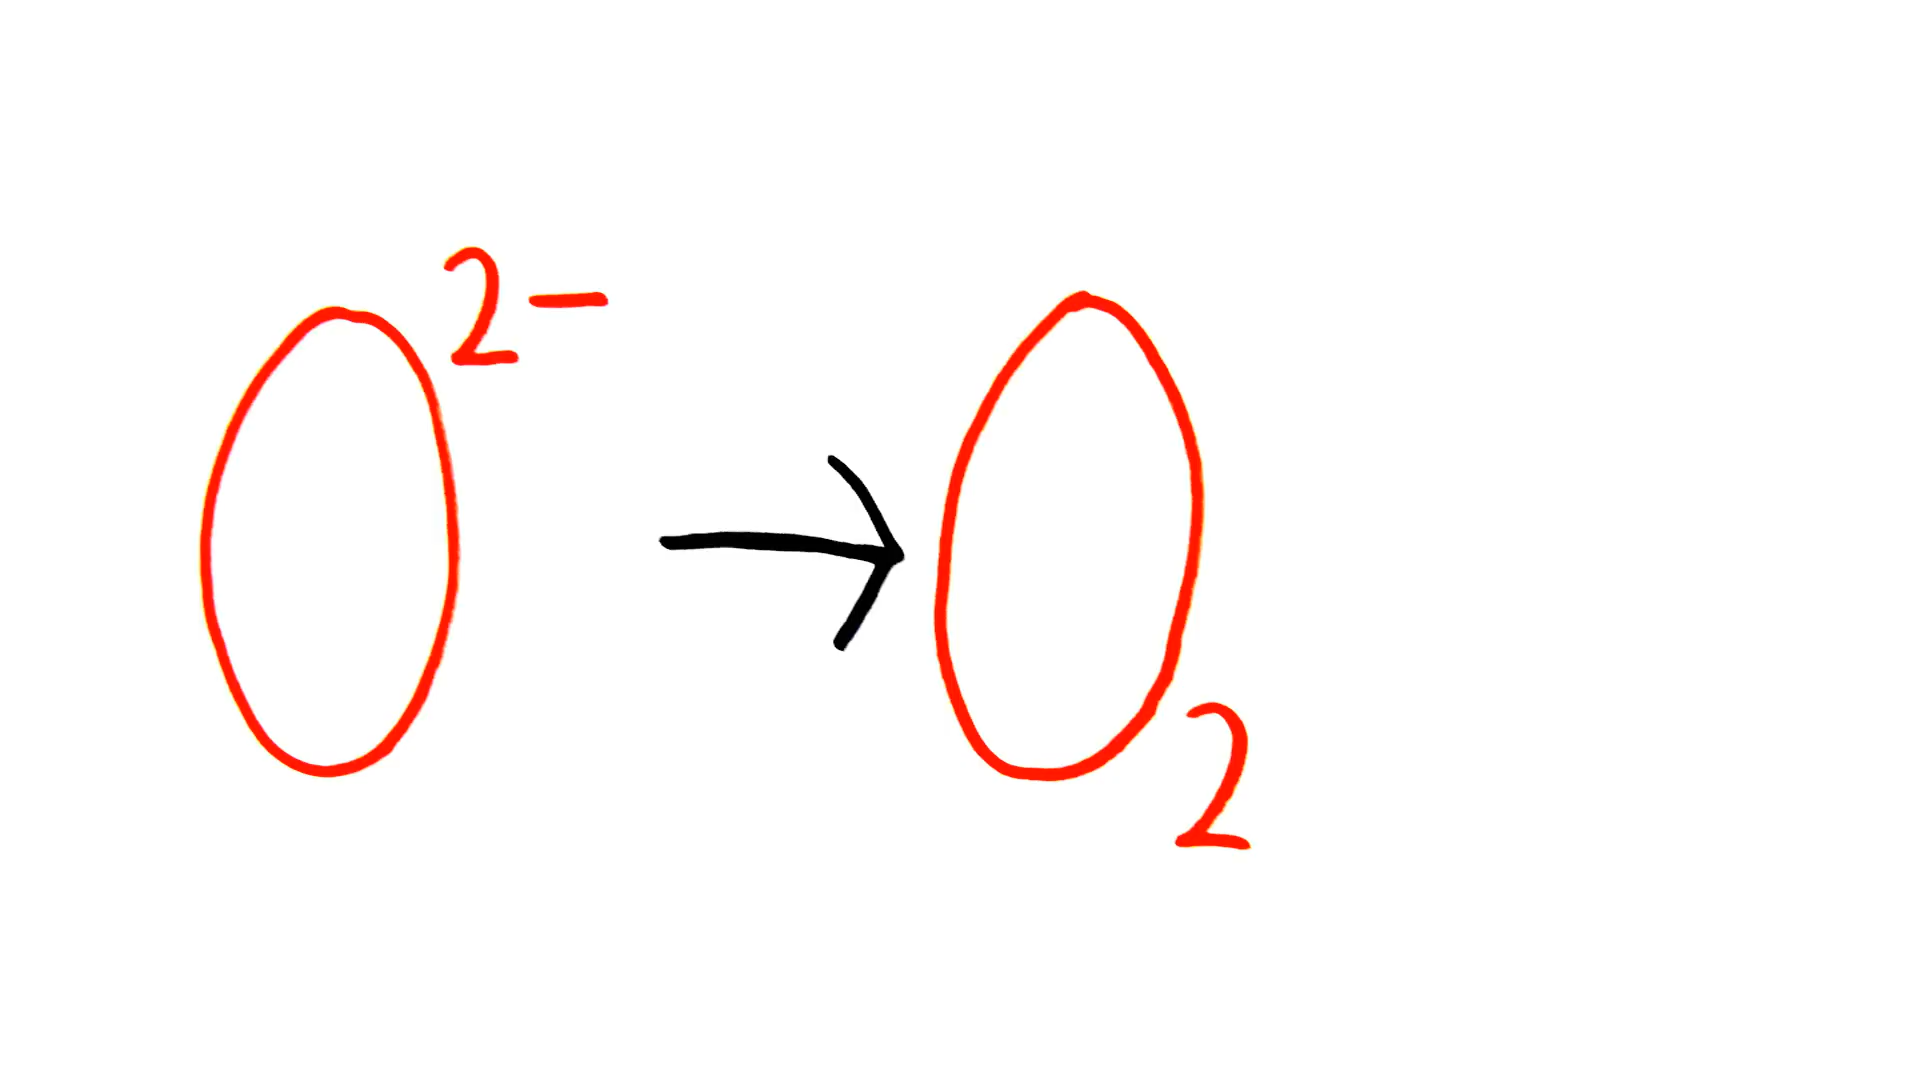 O²⁻ → O₂